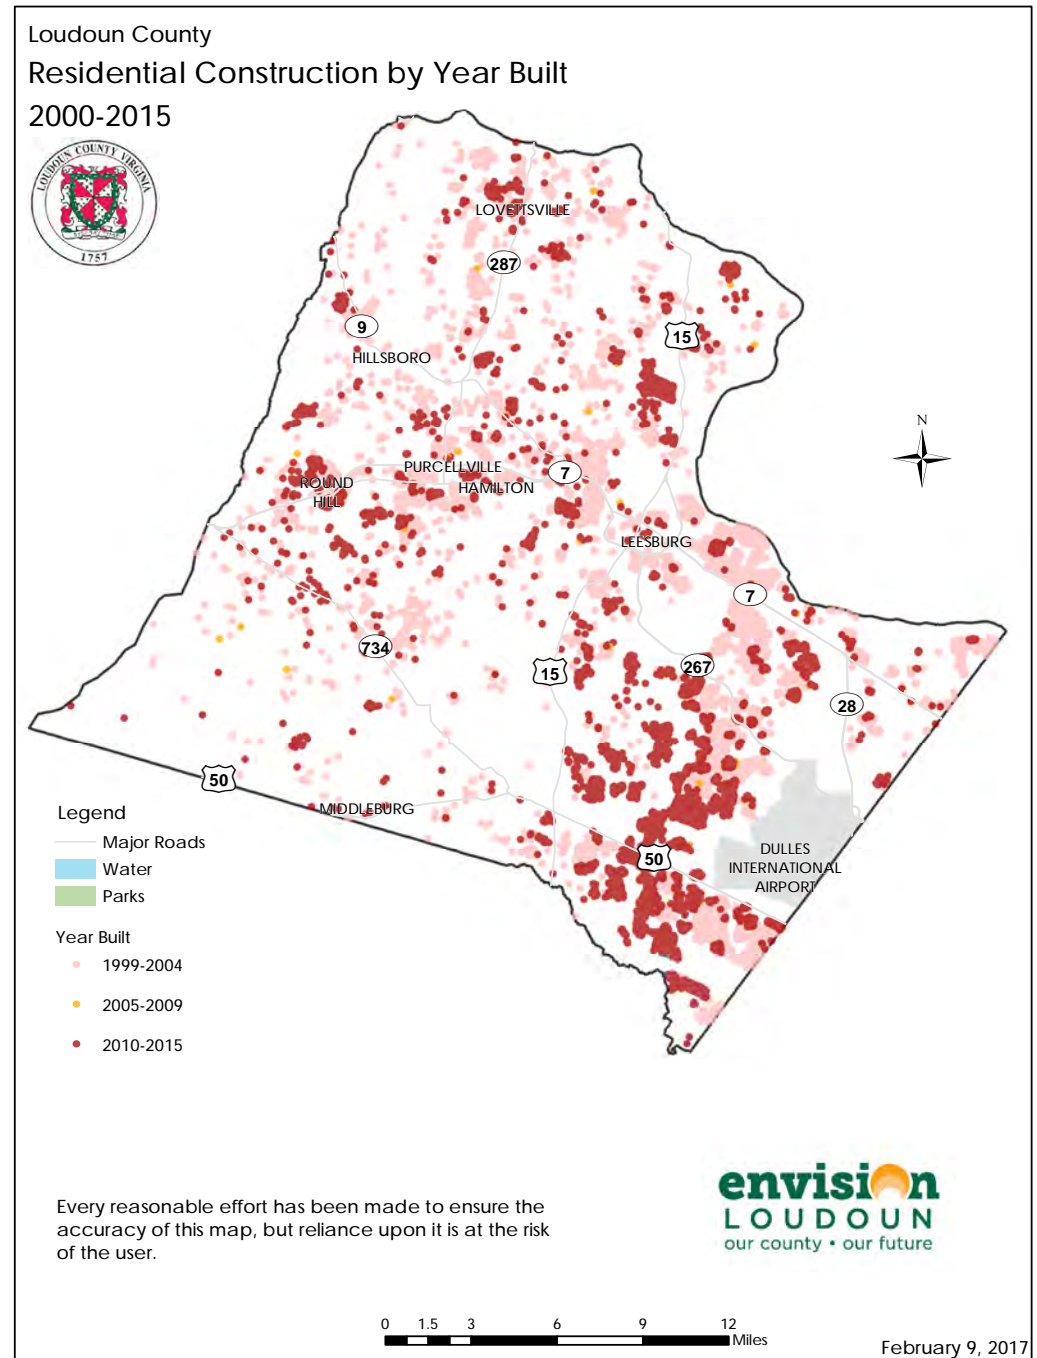 Loudoun County
Residential Construction by Year Built
2000-2015
LOUDOUN COUNTY VIRGINIA
1757
LOVETTSVILLE
287
9
15
HILLSBORO
N
PURCELLVILLE
7
ROUND
HILL
HAMILTON
LEESBURG
7
734
15
267
28
50
MIDDLEBURG
50
DULLES
INTERNATIONAL
AIRPORT
Legend
Major Roads
Water
Parks
Year Built
1999-2004
2005-2009
2010-2015
Every reasonable effort has been made to ensure the
accuracy of this map, but reliance upon it is at the risk
of the user.
envision
LOUDOUN
our county • our future
0 1.5 3 6 9 12
Miles
February 9, 2017